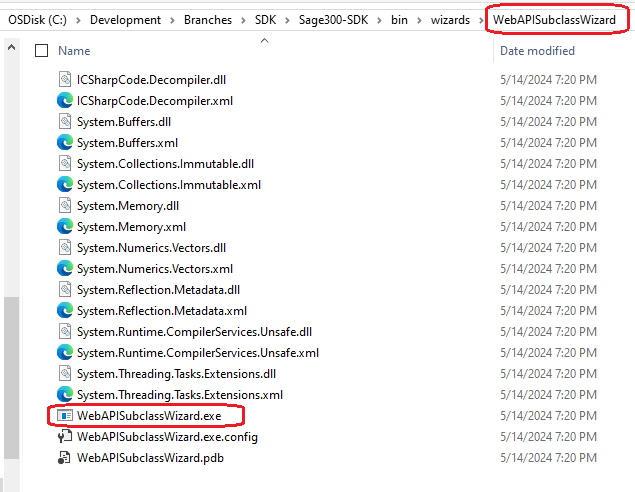 OSDisk (C:) > Development > Branches > SDK > Sage300-SDK > bin > wizards > WebAPISubclassWizard
Name Date modified
ICSharpCode.Decompiler.dll 5/14/2024 7:20 PM
ICSharpCode.Decompiler.xml 5/14/2024 7:20 PM
System.Buffers.dll 5/14/2024 7:20 PM
System.Buffers.xml 5/14/2024 7:20 PM
System.Collections.Immutable.dll 5/14/2024 7:20 PM
System.Collections.Immutable.xml 5/14/2024 7:20 PM
System.Memory.dll 5/14/2024 7:20 PM
System.Memory.xml 5/14/2024 7:20 PM
System.Numerics.Vectors.dll 5/14/2024 7:20 PM
System.Numerics.Vectors.xml 5/14/2024 7:20 PM
System.Reflection.Metadata.dll 5/14/2024 7:20 PM
System.Reflection.Metadata.xml 5/14/2024 7:20 PM
System.Runtime.CompilerServices.Unsafe.dll 5/14/2024 7:20 PM
System.Runtime.CompilerServices.Unsafe.xml 5/14/2024 7:20 PM
System.Threading.Tasks.Extensions.dll 5/14/2024 7:20 PM
System.Threading.Tasks.Extensions.xml 5/14/2024 7:20 PM
WebAPISubclassWizard.exe 5/14/2024 7:20 PM
WebAPISubclassWizard.exe.config 5/14/2024 7:20 PM
WebAPISubclassWizard.pdb 5/14/2024 7:20 PM